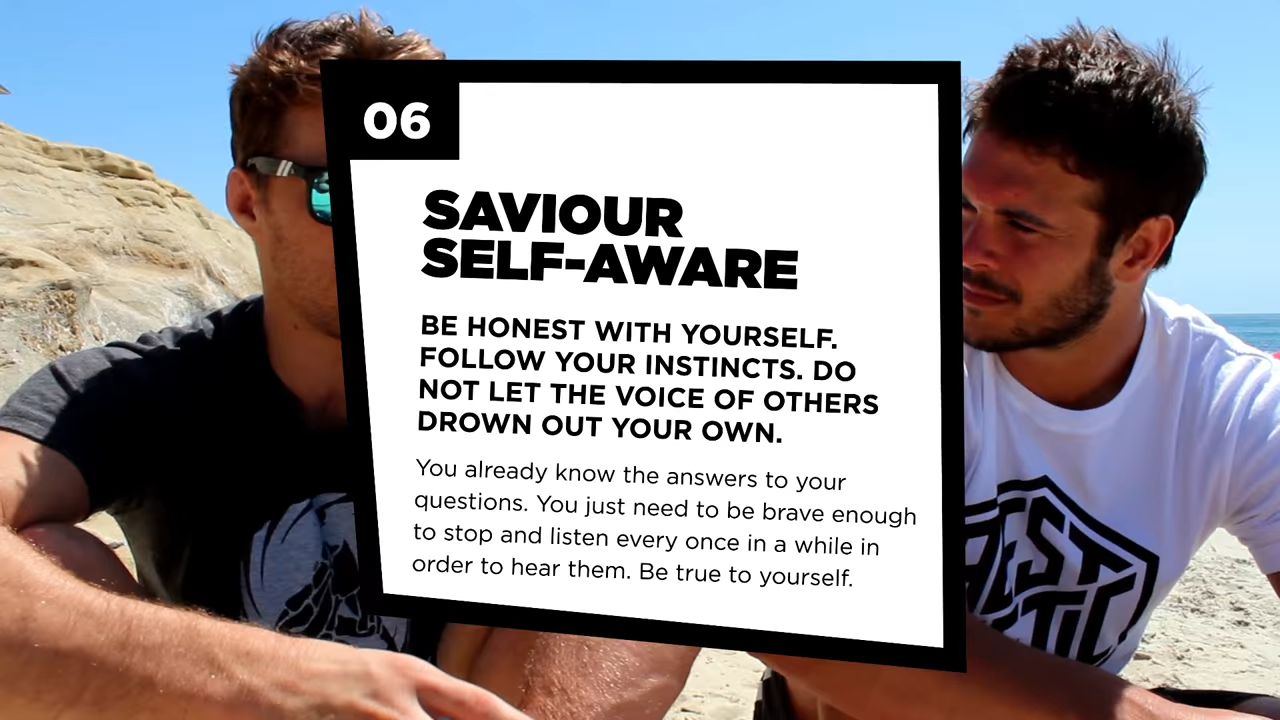 06
SAVIOUR
SELF-AWARE
BE HONEST WITH YOURSELF.
FOLLOW YOUR INSTINCTS. DO
NOT LET THE VOICE OF OTHERS
DROWN OUT YOUR OWN.
You already know the answers to your
questions. You just need to be brave enough
to stop and listen every once in a while in
order to hear them. Be true to yourself.